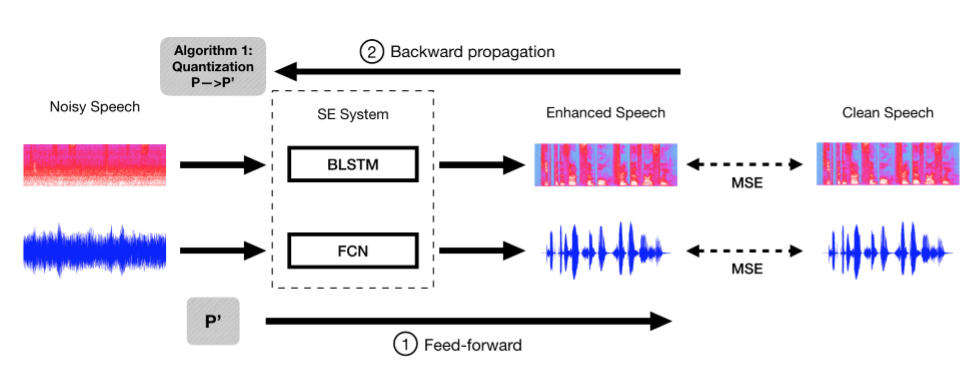 Algorithm 1:
Quantization
P—>P'
2 Backward propagation
Noisy Speech
SE System
Enhanced Speech
Clean Speech
BLSTM
MSE
FCN
MSE
P'
1 Feed-forward